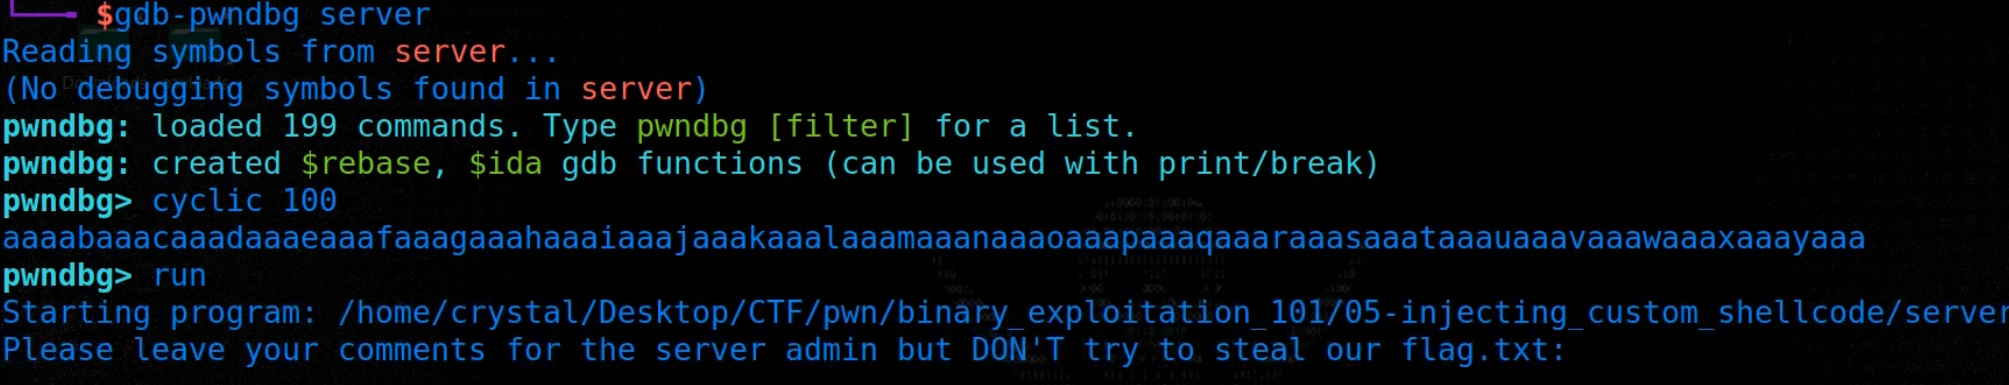 $gdb-pwndbg server
Reading symbols from server...
(No debugging symbols found in server)
pwndbg: loaded 199 commands. Type pwndbg [filter] for a list.
pwndbg: created $rebase, $ida gdb functions (can be used with print/break)
pwndbg> cyclic 100
aaaabaaacaaadaaaeaaafaaagaaahaaaiaaajaaakaaalaaamaaanaaaoaaapaaaqaaaraaasaaataaauaaavaaawaaaxaaayaaa
pwndbg> run
Starting program: /home/crystal/Desktop/CTF/pwn/binary_exploitation_101/05-injecting_custom_shellcode/server
Please leave your comments for the server admin but DON'T try to steal our flag.txt: